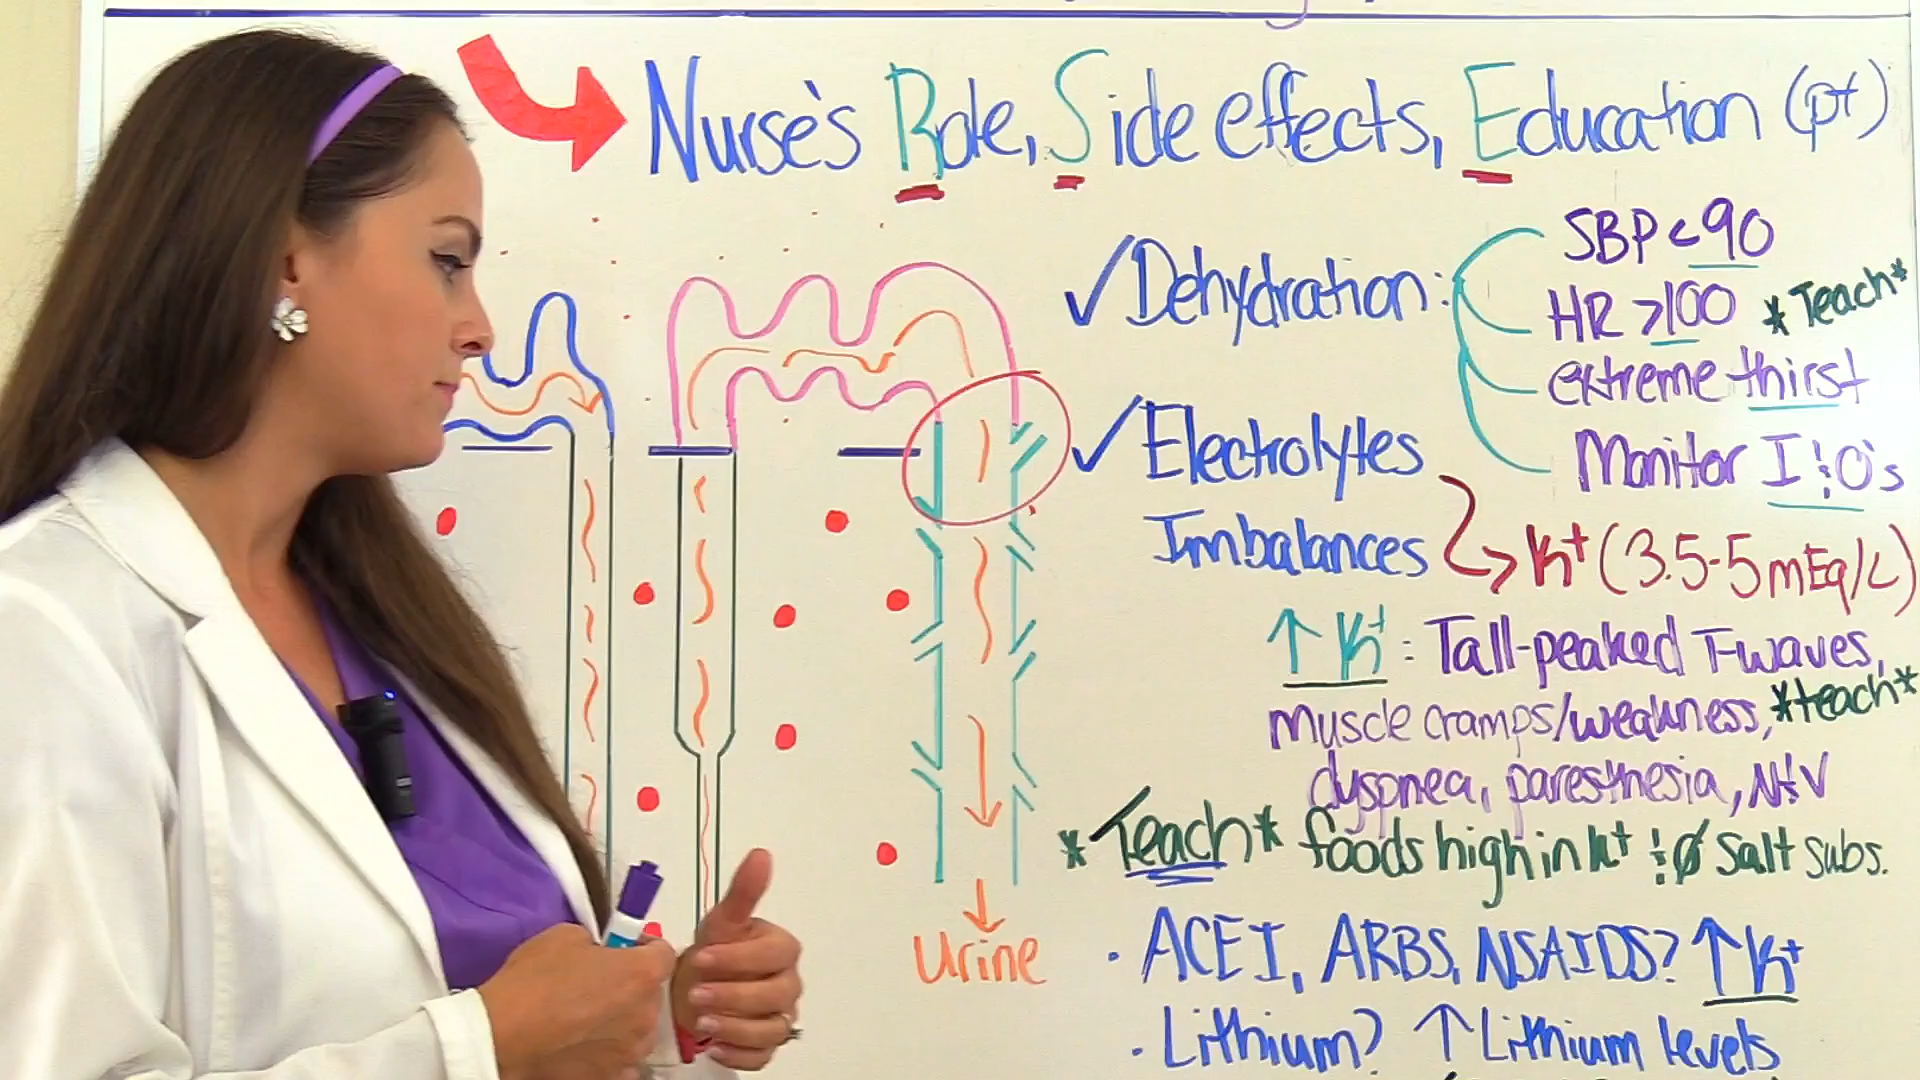 Nurse's Role, Side effects, Education (pt)
✓ Dehydration:
SBP < 90
HR >100 *Teach*
extreme thirst
Monitor I & O's
✓ Electrolytes
Imbalances → K+ (3.5-5 mEq/L)
↑ K+ : Tall-peaked T-waves,
muscle cramps/weakness, *teach*
dyspnea, paresthesia, N&V
*Teach* foods high in K+ & Ø salt subs.
Urine
· ACEI, ARBS, NSAIDS? ↑ K+
· Lithium? ↑ Lithium levels